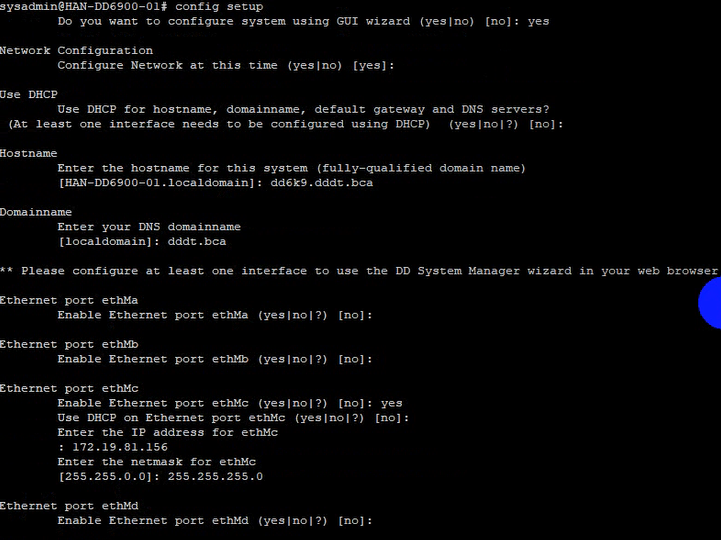 sysadmin@HAN-DD6900-01# config setup
Do you want to configure system using GUI wizard (yes|no) [no]: yes
Network Configuration
Configure Network at this time (yes|no) [yes]:
Use DHCP
Use DHCP for hostname, domainname, default gateway and DNS servers?
(At least one interface needs to be configured using DHCP)  (yes|no|?) [no]:
Hostname
Enter the hostname for this system (fully-qualified domain name)
[HAN-DD6900-01.localdomain]: dd6k9.dddt.bca
Domainname
Enter your DNS domainname
[localdomain]: dddt.bca
** Please configure at least one interface to use the DD System Manager wizard in your web browser
Ethernet port ethMa
Enable Ethernet port ethMa (yes|no|?) [no]:
Ethernet port ethMb
Enable Ethernet port ethMb (yes|no|?) [no]:
Ethernet port ethMc
Enable Ethernet port ethMc (yes|no|?) [no]: yes
Use DHCP on Ethernet port ethMc (yes|no|?) [no]:
Enter the IP address for ethMc
: 172.19.81.156
Enter the netmask for ethMc
[255.255.0.0]: 255.255.255.0
Ethernet port ethMd
Enable Ethernet port ethMd (yes|no|?) [no]: